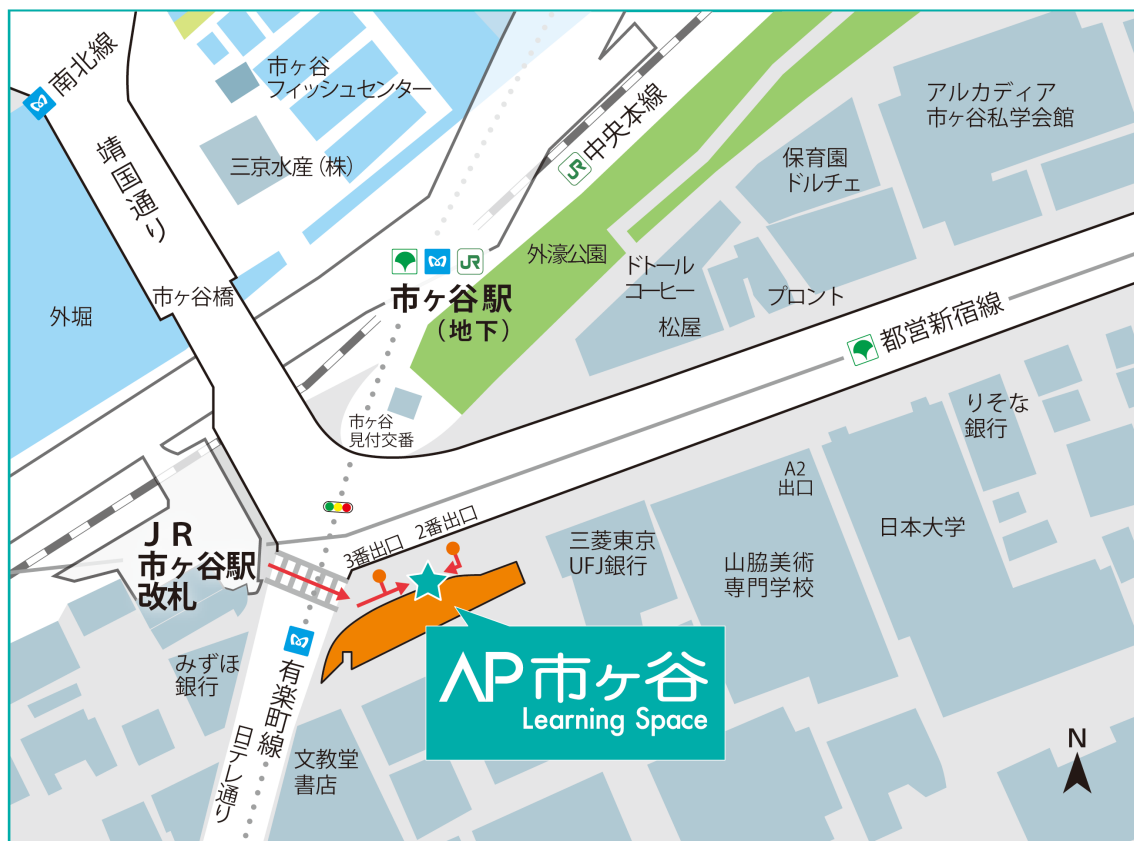 南北線
市ヶ谷
フィッシュセンター
靖国通り
三京水産（株）
JR
中央本線
アルカディア
市ヶ谷私学会館
保育園
ドルチェ
外濠公園
ドトール
コーヒー
松屋
プロント
JR
市ヶ谷駅
（地下）
市ヶ谷橋
外堀
都営新宿線
市ヶ谷
見付交番
りそな
銀行
A2
出口
日本大学
2番出口
3番出口
三菱東京
UFJ銀行
山脇美術
専門学校
ＪＲ
市ヶ谷駅
改札
みずほ
銀行
有楽町線
日テレ通り
文教堂
書店
AP市ヶ谷
Learning Space
N